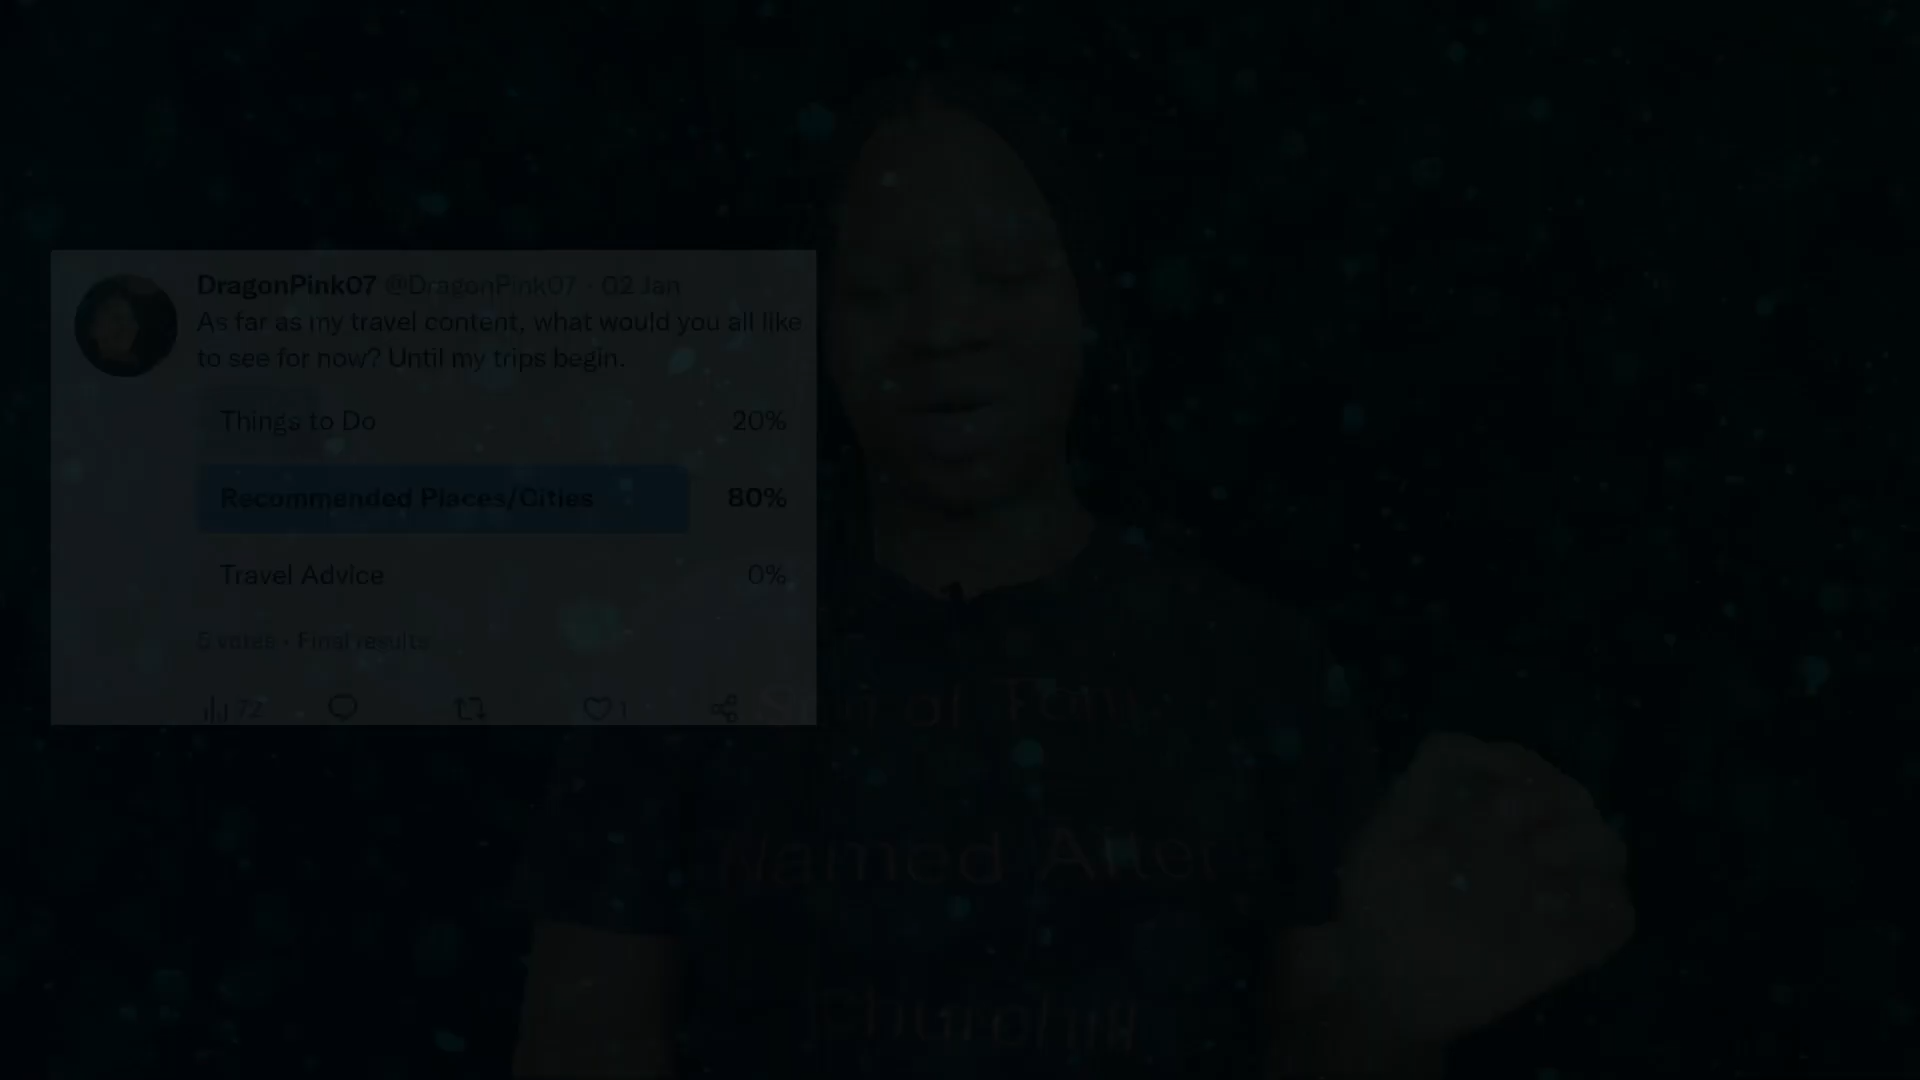 DragonPink07 @DragonPink07 · 02 Jan
As far as my travel content, what would you all like
to see for now? Until my trips begin.
Things to Do 20%
Recommended Places/Cities 80%
Travel Advice 0%
5 votes · Final results
72 1
Named After